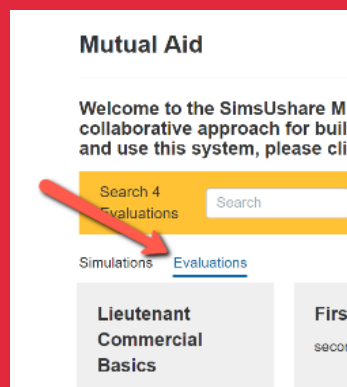 Mutual Aid
Welcome to the SimsUshare M
collaborative approach for buil
and use this system, please cli
Search 4
Evaluations
Search
Simulations Evaluations
Lieutenant
Commercial
Basics
Firs
secon